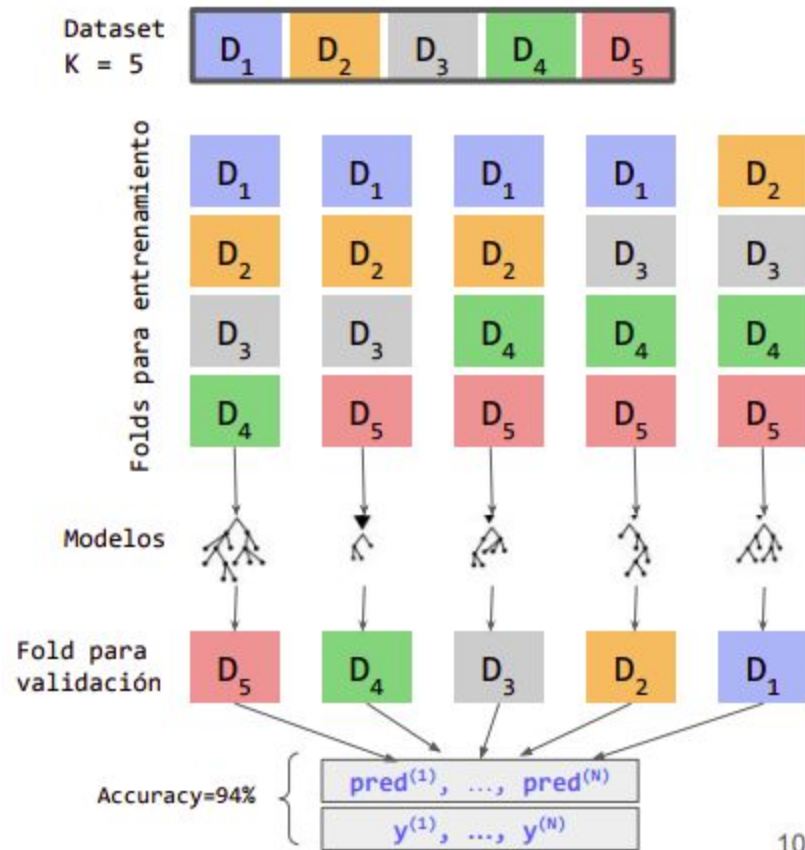 Dataset
K = 5
D₁ D₂ D₃ D₄ D₅
Folds para entrenamiento
D₁ D₁ D₁ D₁ D₂
D₂ D₂ D₂ D₃ D₃
D₃ D₃ D₄ D₄ D₄
D₄ D₅ D₅ D₅ D₅
Modelos
Fold para
validación
D₅ D₄ D₃ D₂ D₁
Accuracy=94%
pred⁽¹⁾, ..., pred⁽ᴺ⁾
y⁽¹⁾, ..., y⁽ᴺ⁾
10